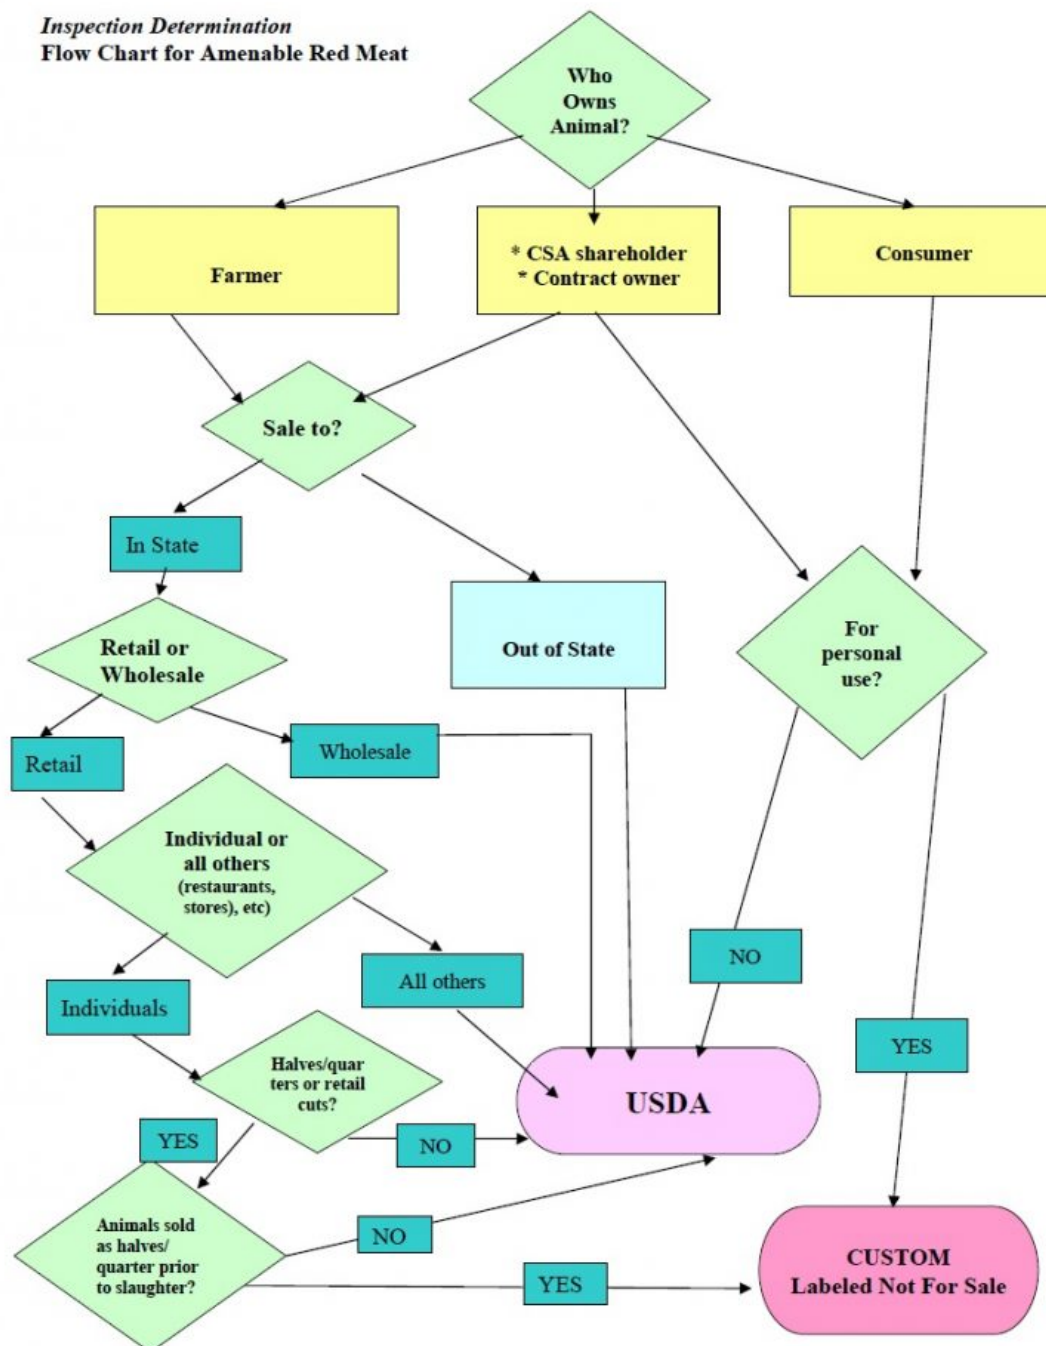 Inspection Determination
Flow Chart for Amenable Red Meat
Who
Owns
Animal?
Farmer
* CSA shareholder
* Contract owner
Consumer
Sale to?
In State
Out of State
For
personal
use?
Retail or
Wholesale
Retail
Wholesale
Individual or
all others
(restaurants,
stores), etc)
NO
All others
Individuals
YES
Halves/quar
ters or retail
cuts?
USDA
YES
NO
Animals sold
as halves/
quarter prior
to slaughter?
NO
YES
CUSTOM
Labeled Not For Sale